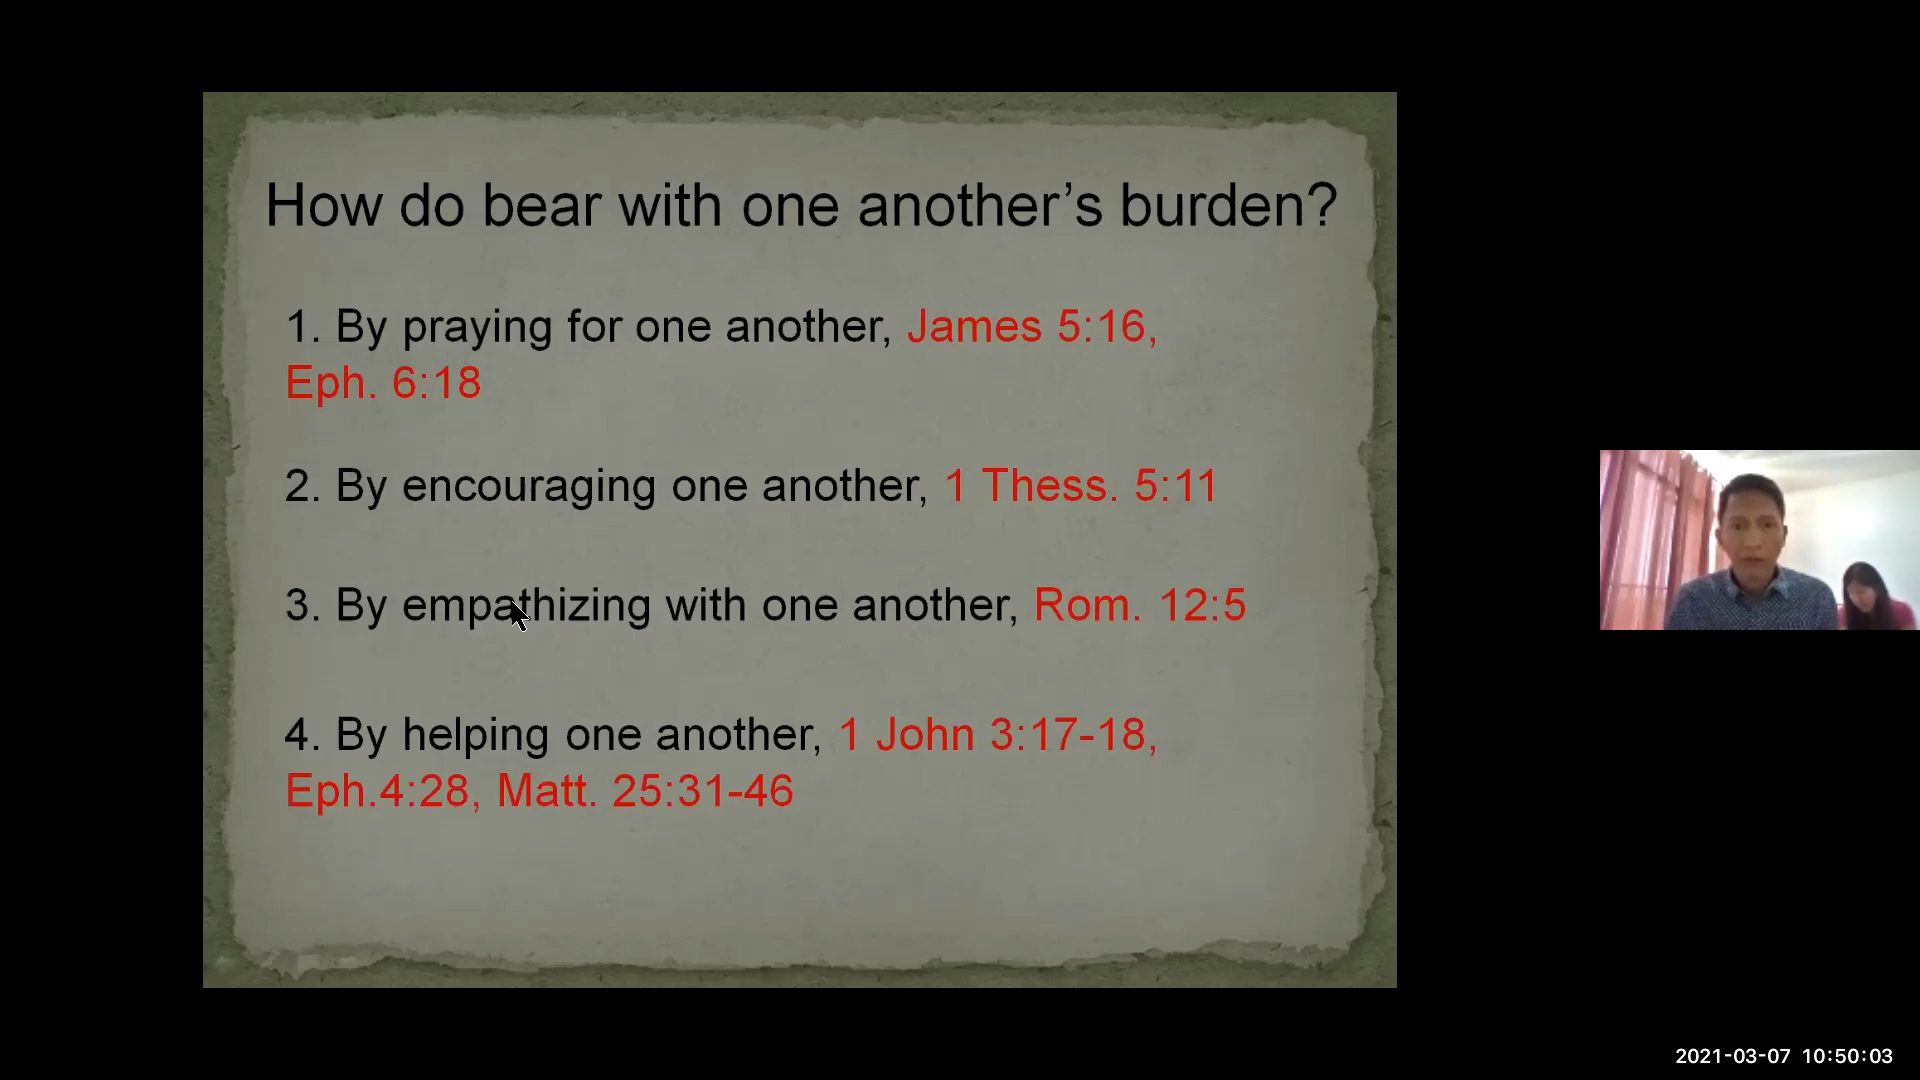 How do bear with one another’s burden?
1. By praying for one another, James 5:16,
Eph. 6:18
2. By encouraging one another, 1 Thess. 5:11
3. By empathizing with one another, Rom. 12:5
4. By helping one another, 1 John 3:17-18,
Eph.4:28, Matt. 25:31-46
2021-03-07 10:50:03